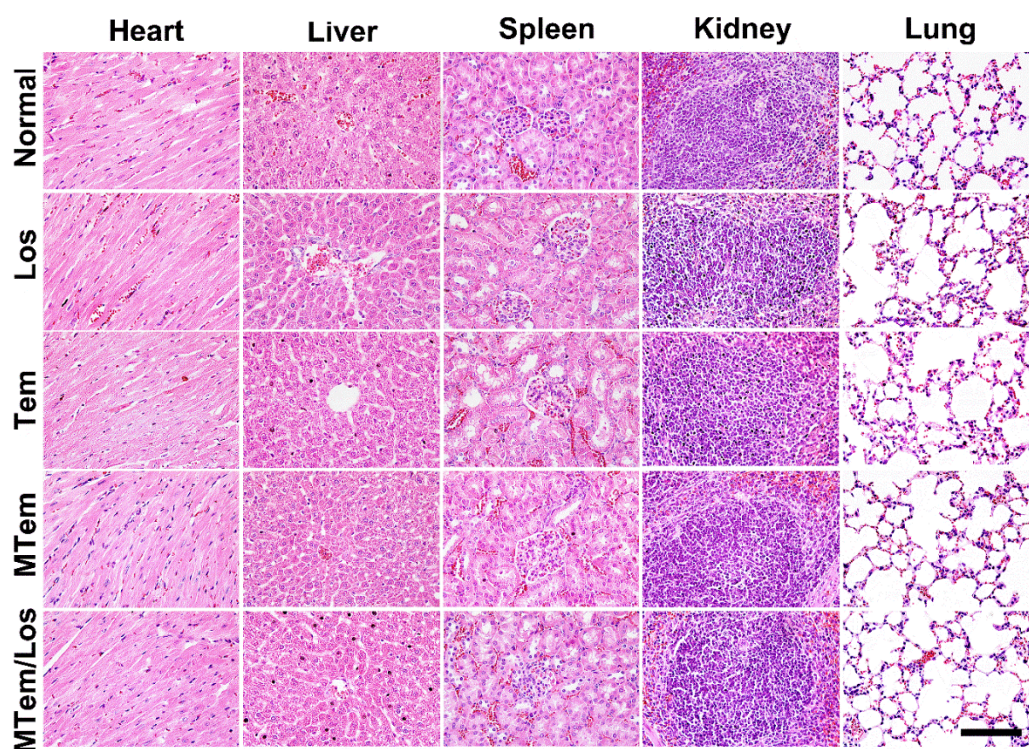 Heart Liver Spleen Kidney Lung
Normal
Los
Tem
MTem
MTem/Los